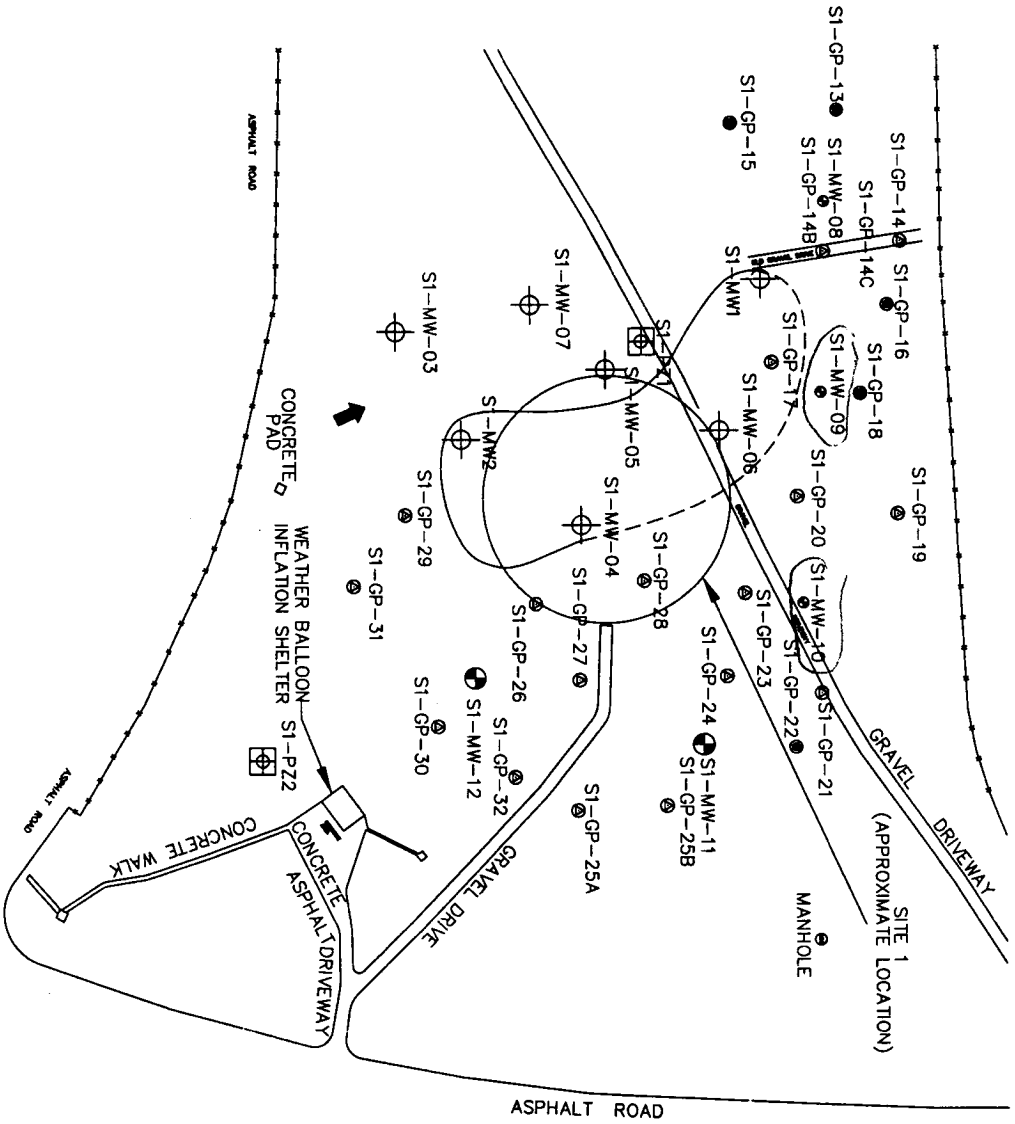 S1-GP-13
S1-GP-15
S1-MW-08
S1-GP-14B
S1-GP-14
S1-GP-14C
S1-GP-16
OLD GRAVEL DRIVE
S1-MW1
S1-GP-17
S1-MW-09
S1-GP-18
S1-GP-19
S1-GP-20
S1-MW-06
S1-MW-07
S1-MW-03
S1-MW-05
S1-MW2
S1-MW-04
S1-GP-28
S1-GP-27
S1-GP-26
S1-GP-29
S1-GP-31
S1-MW-10
S1-GP-23
S1-GP-24
S1-GP-22
S1-GP-21
S1-MW-11
S1-GP-25B
S1-GP-25A
S1-GP-32
S1-MW-12
S1-GP-30
S1-PZ2
GRAVEL
DRIVEWAY
SITE 1
(APPROXIMATE LOCATION)
MANHOLE
CONCRETE
PAD
WEATHER BALLOON
INFLATION SHELTER
GRAVEL DRIVE
CONCRETE
ASPHALT DRIVEWAY
CONCRETE WALK
ASPHALT ROAD
ASPHALT ROAD
ASPHALT ROAD